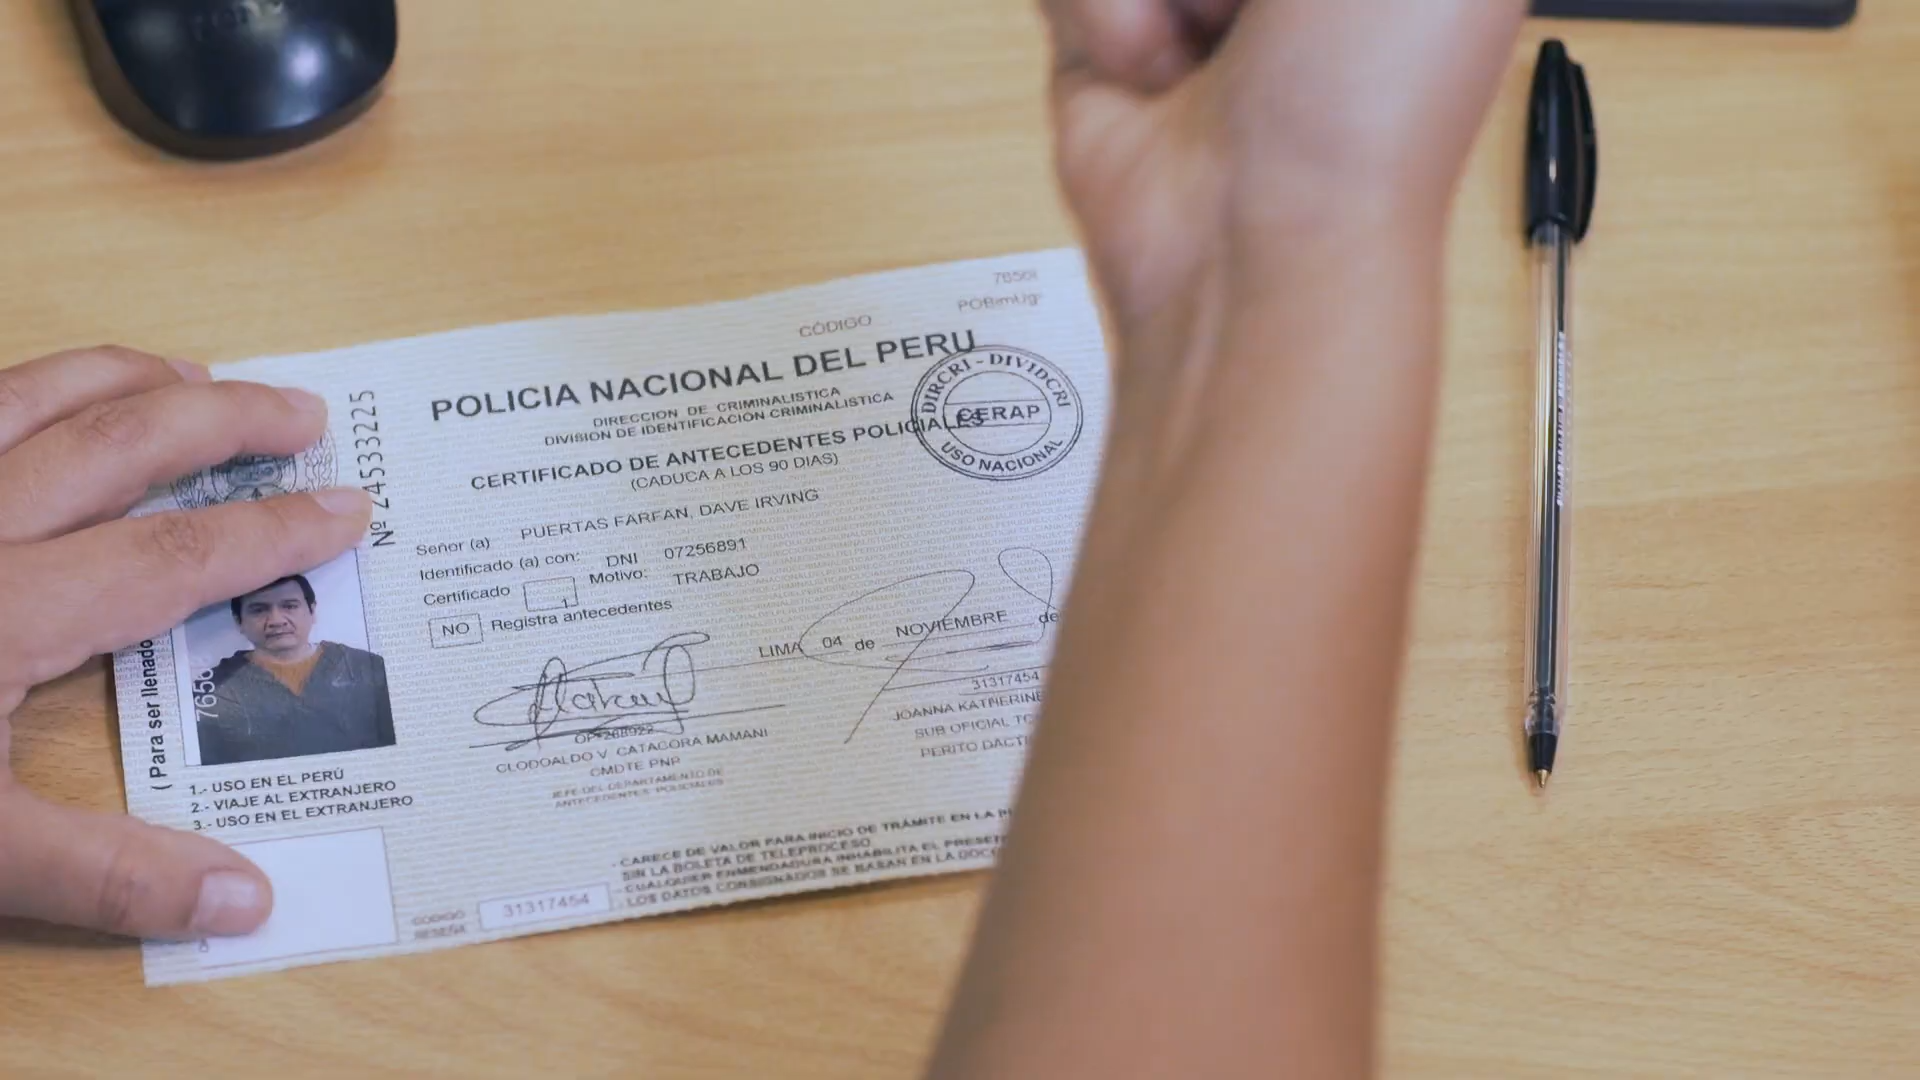 CÓDIGO
POLICIA NACIONAL DEL PERU
DIRECCION DE CRIMINALISTICA
DIVISION DE IDENTIFICACIÓN CRIMINALISTICA
CERTIFICADO DE ANTECEDENTES POLICIALES
(CADUCA A LOS 90 DIAS)
DIRCRI - DIVIDCRI
CERAP
USO NACIONAL
Nº 24533225
Señor (a) PUERTAS FARFAN, DAVE IRVING
Identificado (a) con: DNI 07256891
Certificado 1 Motivo: TRABAJO
NO Registra antecedentes
LIMA 04 de NOVIEMBRE de
31317454
JOANNA KATHERINE
SUB OFICIAL
PERITO
CLODOALDO V. CATACORA MAMANI
CMDTE PNP
JEFE DEL DEPARTAMENTO DE
ANTECEDENTES POLICIALES
(Para ser llenado
1.- USO EN EL PERÚ
2.- VIAJE AL EXTRANJERO
3.- USO EN EL EXTRANJERO
- CARECE DE VALOR PARA INICIO DE TRÁMITE EN LA
SIN LA BOLETA DE TELEPROCESO
- CUALQUIER ENMENDADURA INHABILITA EL
- LOS DATOS CONSIGNADOS SE BASAN EN LA
CODIGO
RESEÑA 31317454